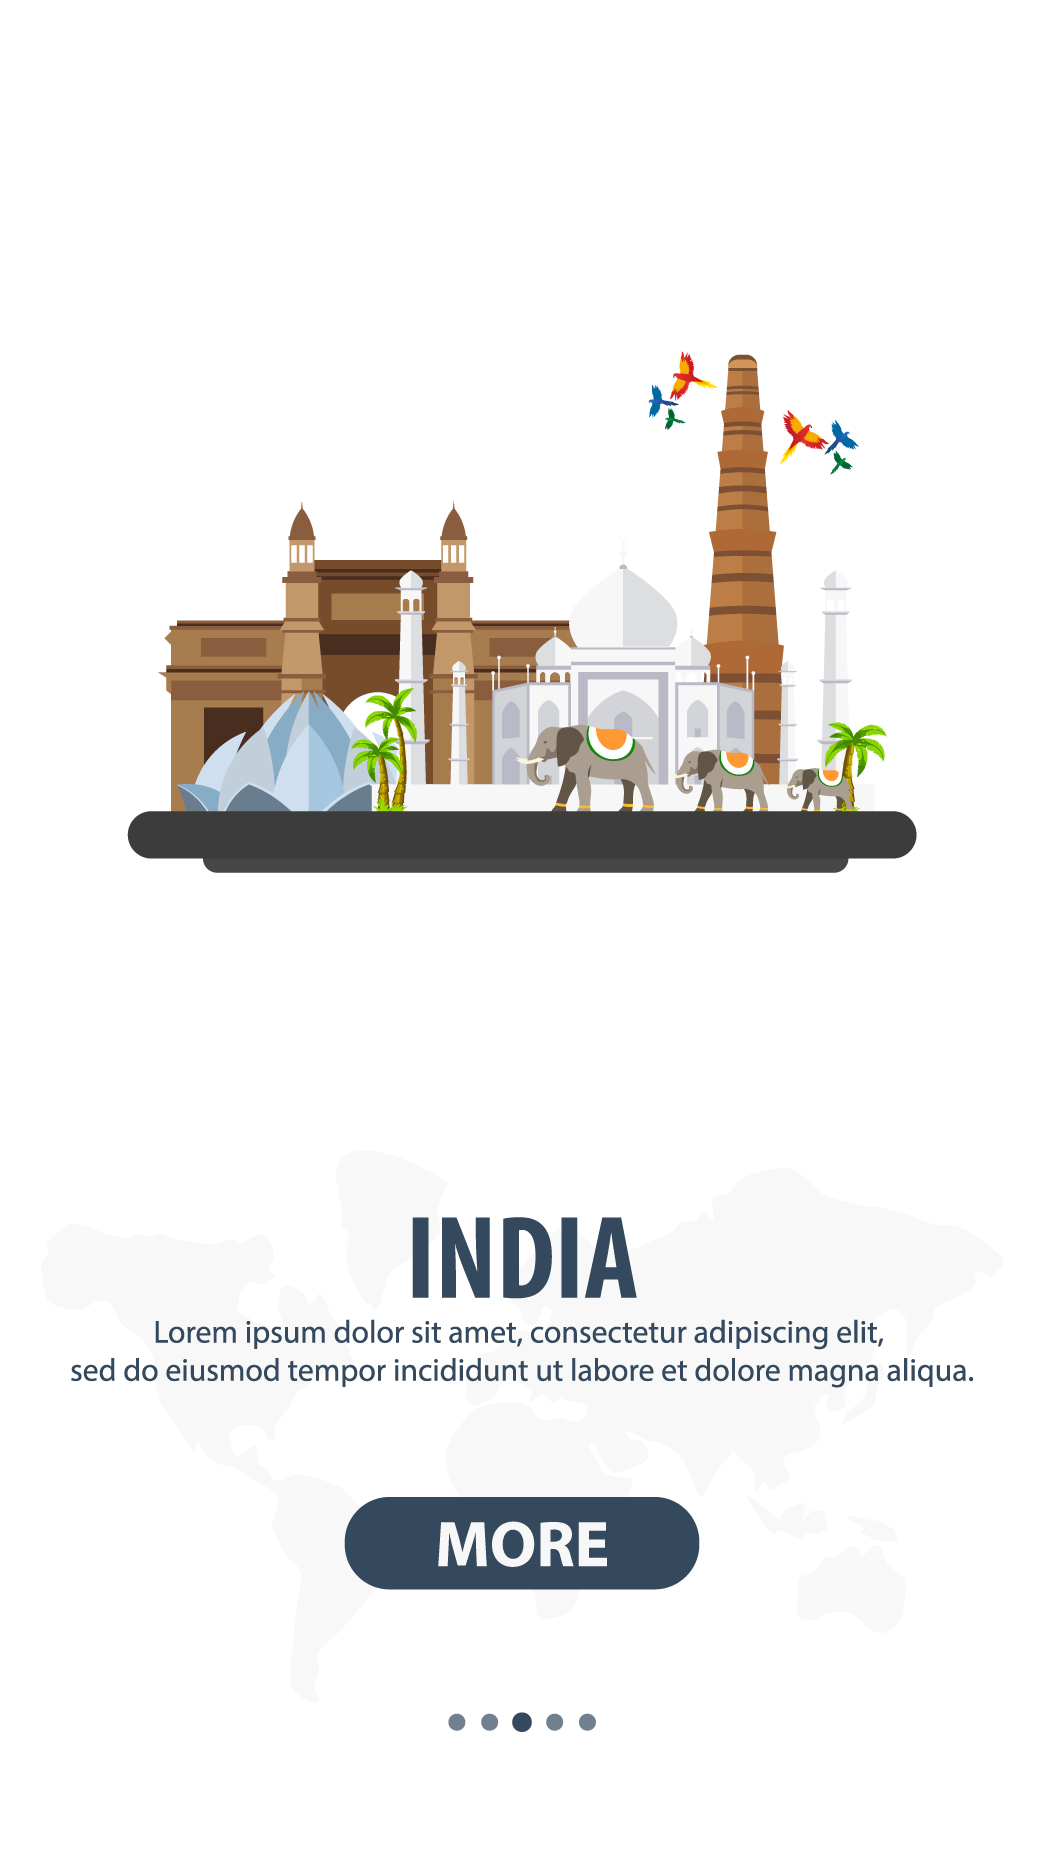 INDIA
Lorem ipsum dolor sit amet, consectetur adipiscing elit,
sed do eiusmod tempor incididunt ut labore et dolore magna aliqua.
MORE